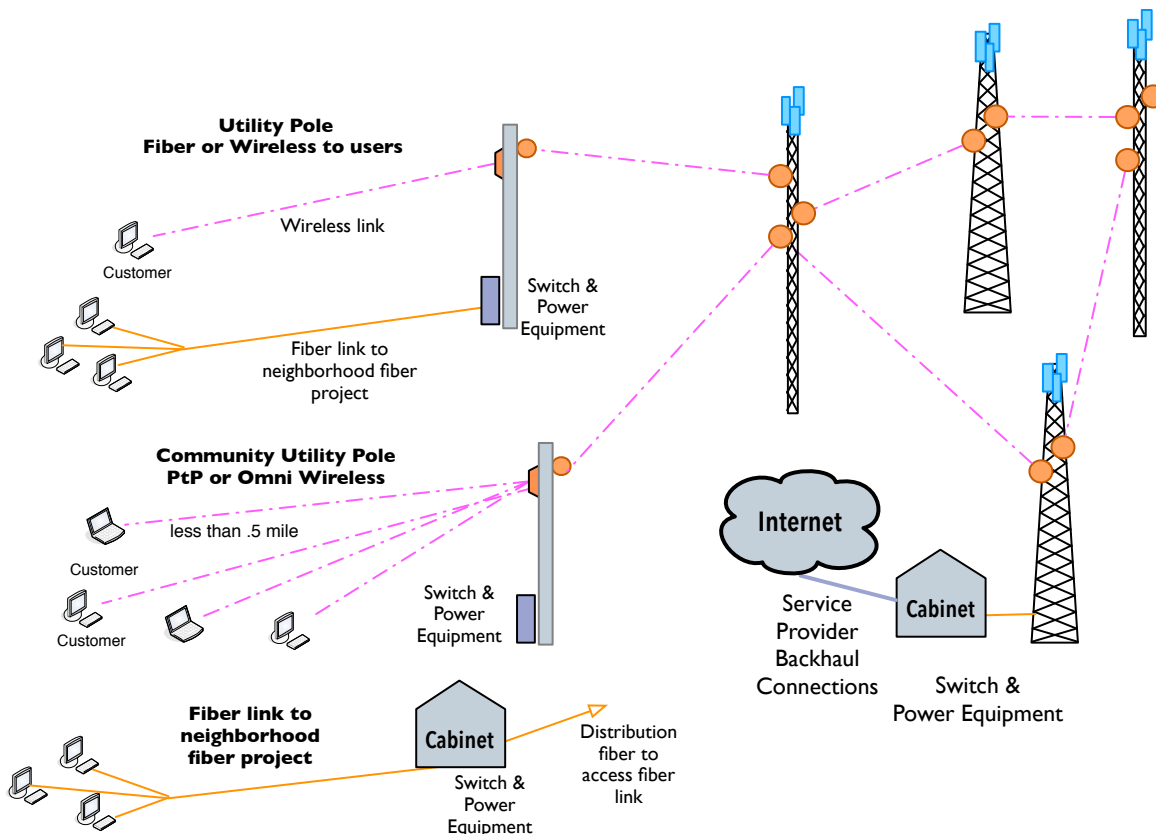 Utility Pole
Fiber or Wireless to users
Wireless link
Customer
Switch &
Power
Equipment
Fiber link to
neighborhood fiber
project
Community Utility Pole
PtP or Omni Wireless
less than .5 mile
Customer
Customer
Switch &
Power
Equipment
Internet
Cabinet
Service
Provider
Backhaul
Connections
Switch &
Power Equipment
Fiber link to
neighborhood
fiber project
Cabinet
Switch &
Power
Equipment
Distribution
fiber to
access fiber
link